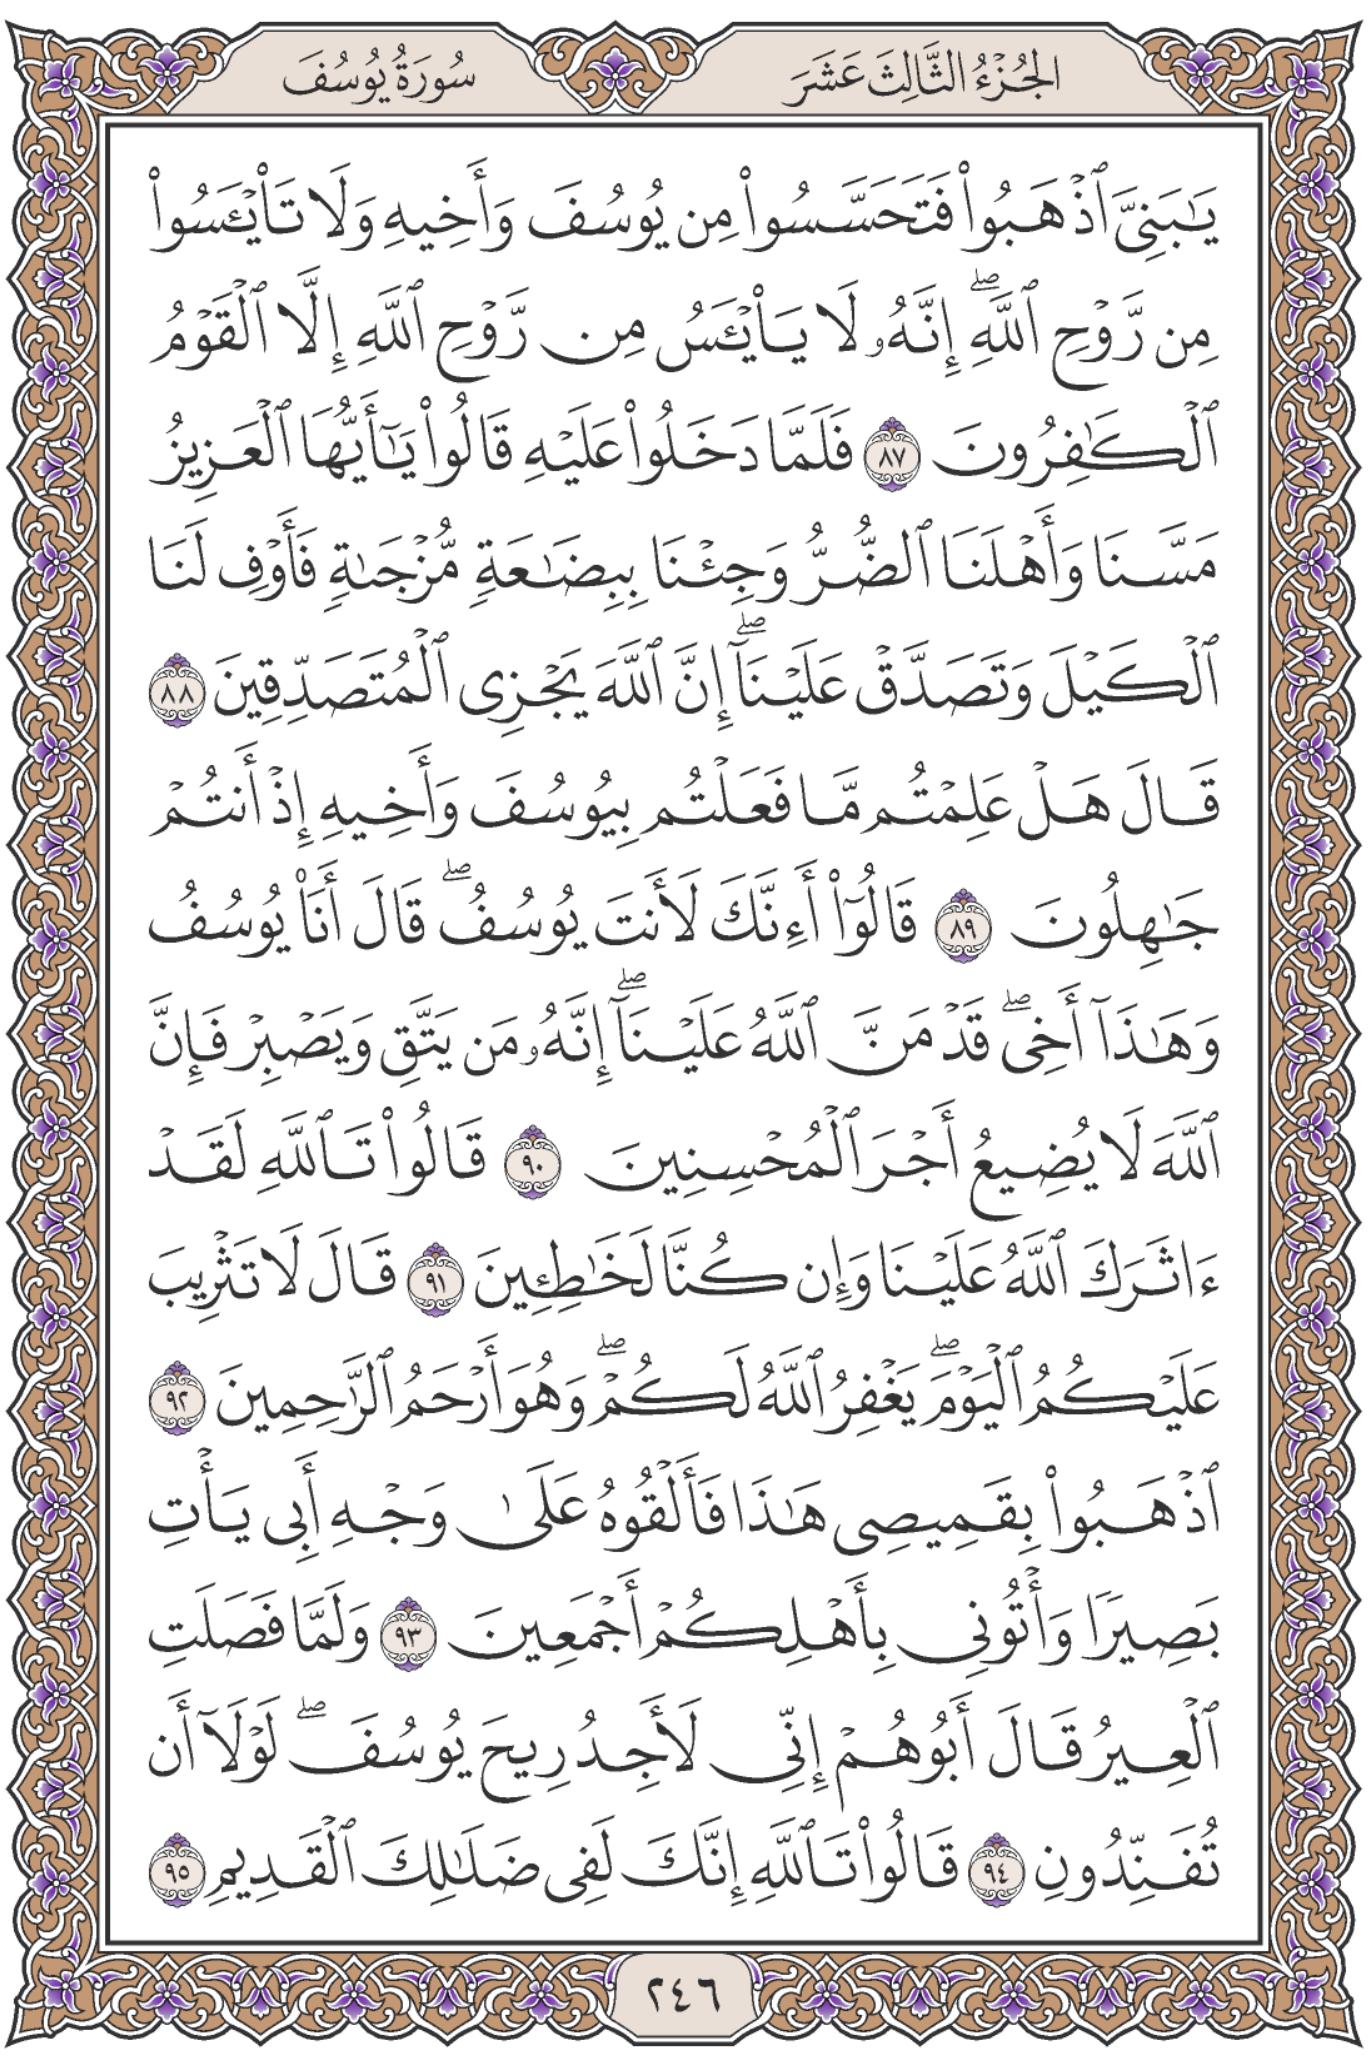 الجُزْءُ الثَّالِثَ عَشَرَ
سُورَةُ يُوسُفَ
يَٰبَنِيَّ ٱذْهَبُوا۟ فَتَحَسَّسُوا۟ مِن يُوسُفَ وَأَخِيهِ وَلَا تَا۟يْـَٔسُوا۟
مِن رَّوْحِ ٱللَّهِ ۖ إِنَّهُۥ لَا يَا۟يْـَٔسُ مِن رَّوْحِ ٱللَّهِ إِلَّا ٱلْقَوْمُ
ٱلْكَٰفِرُونَ ٨٧ فَلَمَّا دَخَلُوا۟ عَلَيْهِ قَالُوا۟ يَٰٓأَيُّهَا ٱلْعَزِيزُ
مَسَّنَا وَأَهْلَنَا ٱلضُّرُّ وَجِئْنَا بِبِضَٰعَةٍ مُّزْجَىٰةٍ فَأَوْفِ لَنَا
ٱلْكَيْلَ وَتَصَدَّقْ عَلَيْنَآ ۖ إِنَّ ٱللَّهَ يَجْزِى ٱلْمُتَصَدِّقِينَ ٨٨
قَالَ هَلْ عَلِمْتُم مَّا فَعَلْتُم بِيُوسُفَ وَأَخِيهِ إِذْ أَنتُمْ
جَٰهِلُونَ ٨٩ قَالُوٓا۟ أَءِنَّكَ لَأَنتَ يُوسُفُ ۖ قَالَ أَنَا۠ يُوسُفُ
وَهَٰذَآ أَخِى ۖ قَدْ مَنَّ ٱللَّهُ عَلَيْنَآ ۖ إِنَّهُۥ مَن يَتَّقِ وَيَصْبِرْ فَإِنَّ
ٱللَّهَ لَا يُضِيعُ أَجْرَ ٱلْمُحْسِنِينَ ٩٠ قَالُوا۟ تَٱللَّهِ لَقَدْ
ءَاثَرَكَ ٱللَّهُ عَلَيْنَا وَإِن كُنَّا لَخَٰطِـِٔينَ ٩١ قَالَ لَا تَثْرِيبَ
عَلَيْكُمُ ٱلْيَوْمَ ۖ يَغْفِرُ ٱللَّهُ لَكُمْ ۖ وَهُوَ أَرْحَمُ ٱلرَّٰحِمِينَ ٩٢
ٱذْهَبُوا۟ بِقَمِيصِى هَٰذَا فَأَلْقُوهُ عَلَىٰ وَجْهِ أَبِى يَأْتِ
بَصِيرًا وَأْتُونِى بِأَهْلِكُمْ أَجْمَعِينَ ٩٣ وَلَمَّا فَصَلَتِ
ٱلْعِيرُ قَالَ أَبُوهُمْ إِنِّى لَأَجِدُ رِيحَ يُوسُفَ ۖ لَوْلَآ أَن
تُفَنِّدُونِ ٩٤ قَالُوا۟ تَٱللَّهِ إِنَّكَ لَفِى ضَلَٰلِكَ ٱلْقَدِيمِ ٩٥
٢٤٦